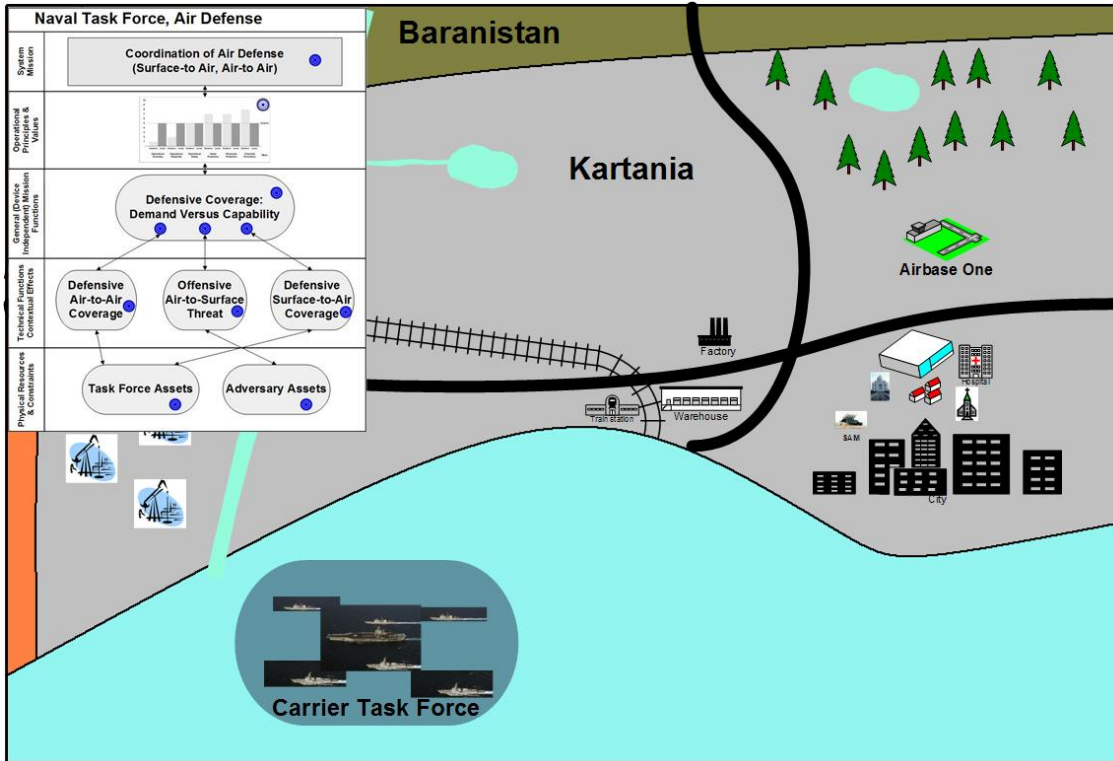 Naval Task Force, Air Defense
System
Mission
Coordination of Air Defense
(Surface-to Air, Air-to Air)
Operational
Principles &
Values
General (Device
Independent) Mission
Functions
Defensive Coverage:
Demand Versus Capability
Technical Functions
Contextual Effects
Defensive
Air-to-Air
Coverage
Offensive
Air-to-Surface
Threat
Defensive
Surface-to-Air
Coverage
Physical Resources
& Constraints
Task Force Assets
Adversary Assets
Baranistan
Kartania
Airbase One
Factory
Hospital
Train station
Warehouse
SAM
City
Carrier Task Force